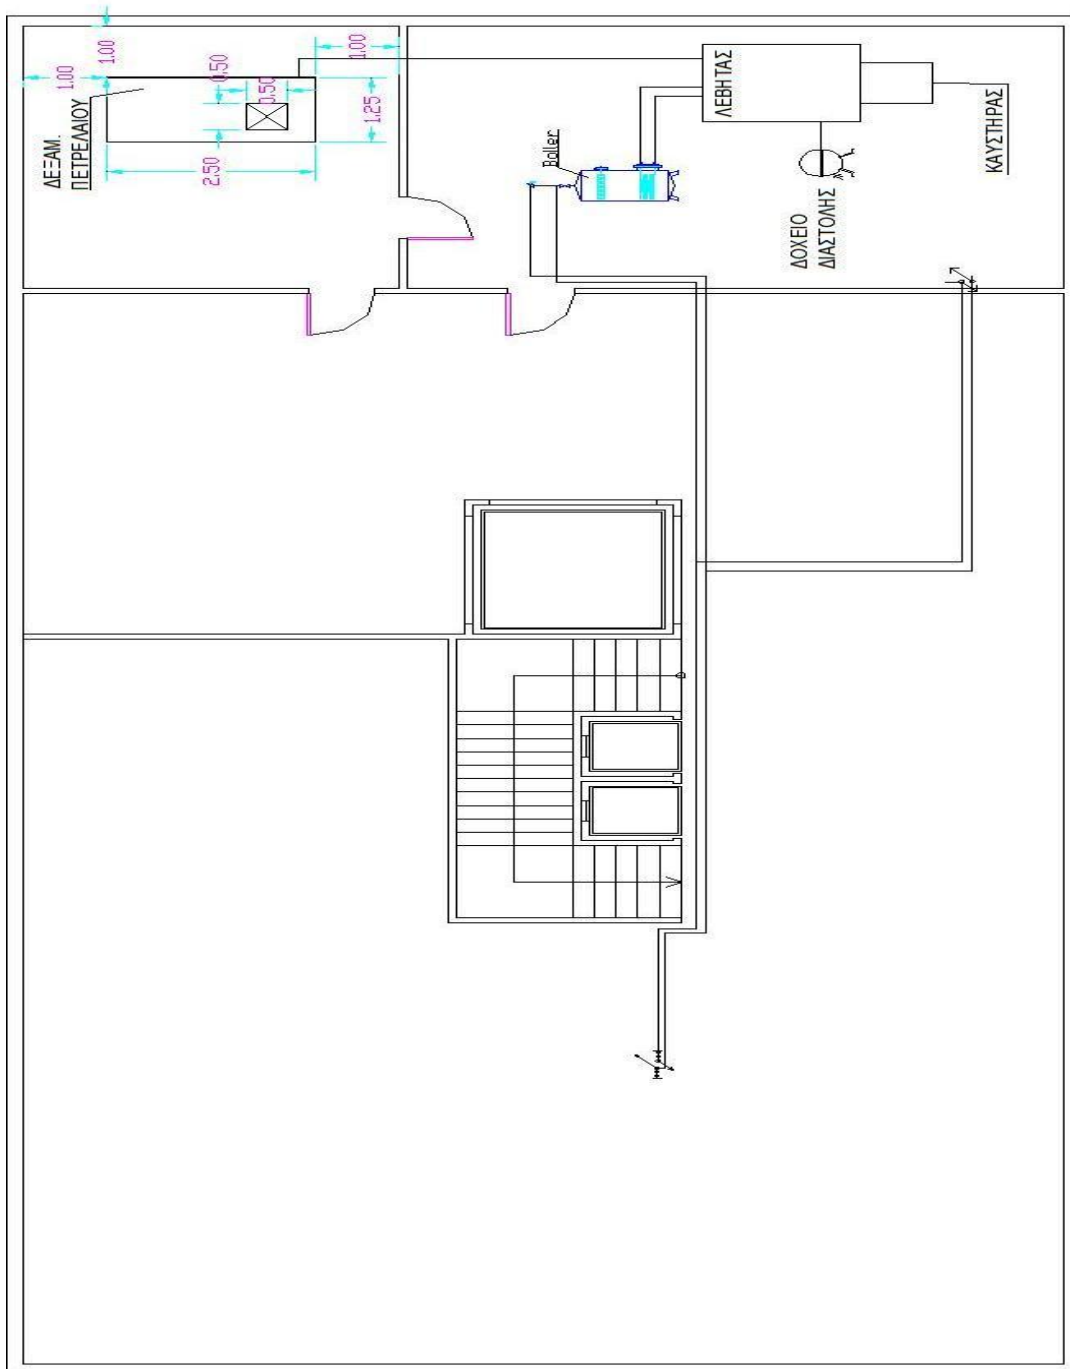 1.00
1.00
1.00
0.50
0.50
1.25
2.50
ΔΕΞΑΜ.
ΠΕΤΡΕΛΑΙΟΥ
Boiler
ΛΕΒΗΤΑΣ
ΚΑΥΣΤΗΡΑΣ
ΔΟΧΕΙΟ
ΔΙΑΣΤΟΛΗΣ